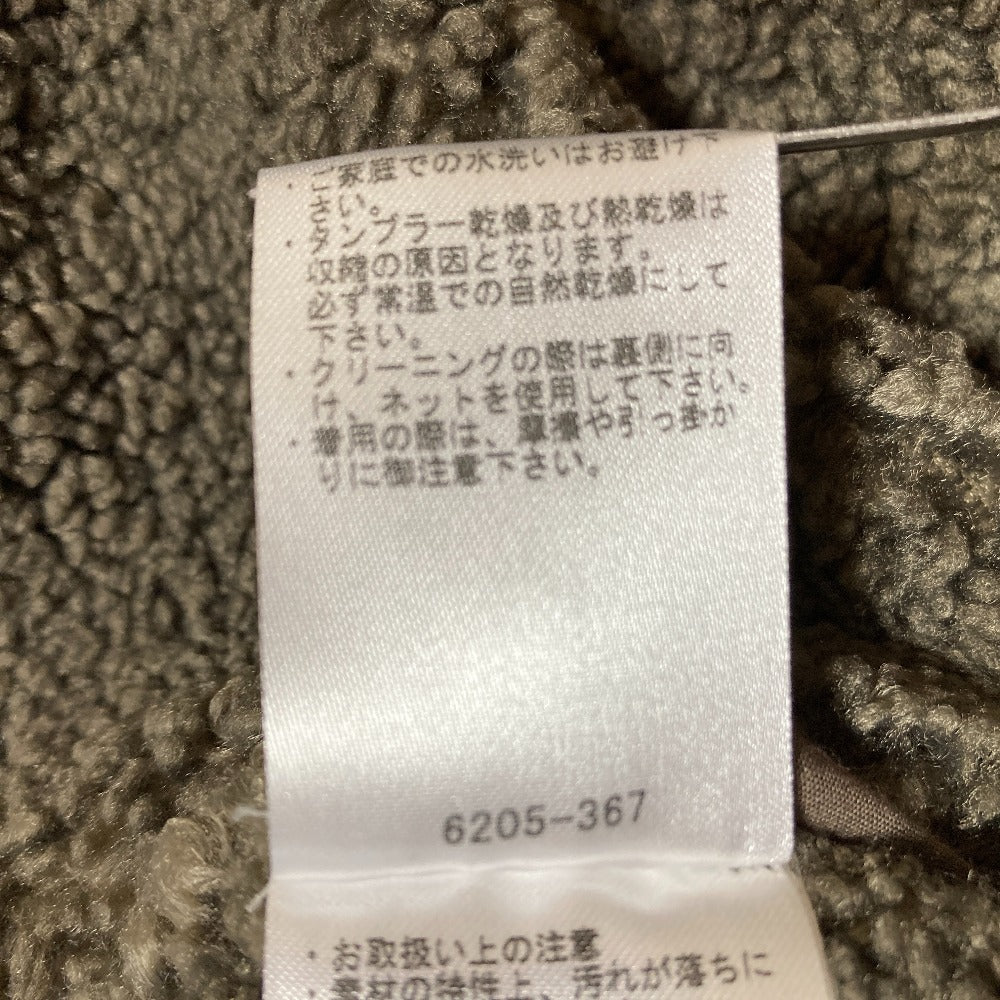 ・ご家庭での水洗いはお避け下
さい。
・タンブラー乾燥及び熱乾燥は
収縮の原因となります。
必ず常温での自然乾燥にして
下さい。
・クリーニングの際は裏側に向
け、ネットを使用して下さい。
・着用の際は、摩擦や引っ掛か
りに御注意下さい。
6205-367
・お取扱い上の注意
素材の特性上、汚れが落ちに